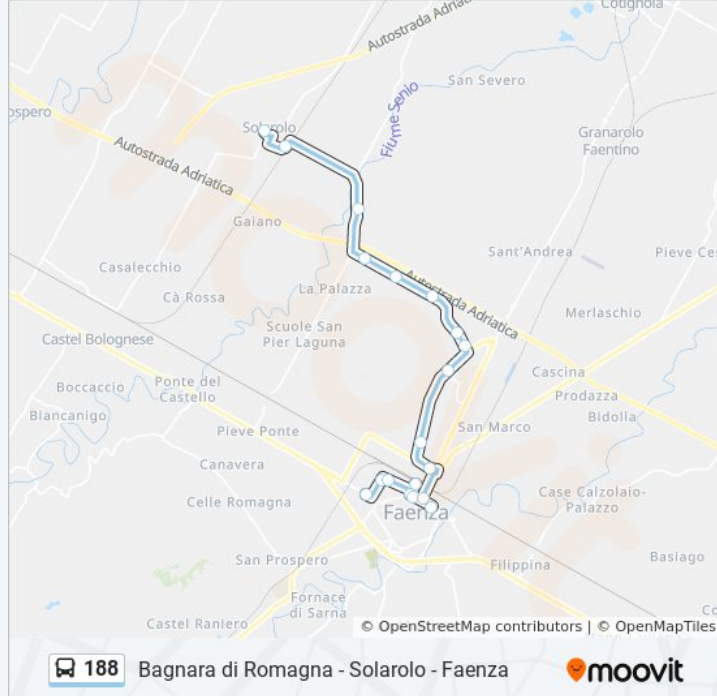 Cotignola
Autostrada Adria
San Severo
ospero
Solarolo
Fiume Senio
Granarolo
Faentino
Autostrada Adriatica
Gaiano
Sant'Andrea
Pieve Ces
Casalecchio
La Palazza
Autostrada Adriatica
Cà Rossa
Merlaschio
Scuole San
Pier Laguna
Castel Bolognese
Cascina
Boccaccio
Ponte del
Castello
Prodazza
Biancanigo
Bidolla
San Marco
Pieve Ponte
Canavera
Case Calzolaio-
Palazzo
Celle Romagna
Faenza
San Prospero
Filippina
Basiago
Fornace
di Sarna
Castel Raniero
© OpenStreetMap contributors | © OpenMapTiles
188 Bagnara di Romagna - Solarolo - Faenza
moovit